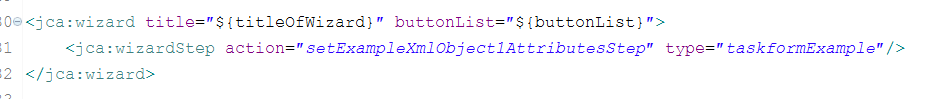 30 <jca:wizard title="${titleOfWizard}" buttonList="${buttonList}">
31 <jca:wizardStep action="setExampleXmlObject1AttributesStep" type="taskformExample"/>
32 </jca:wizard>